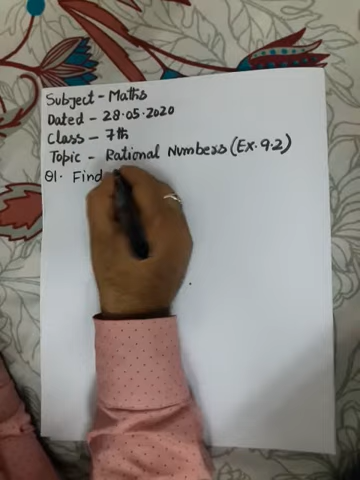 Subject - Maths
Dated - 28.05.2020
Class - 7th
Topic - Rational Numbers (Ex. 9.2)
Q1. Find